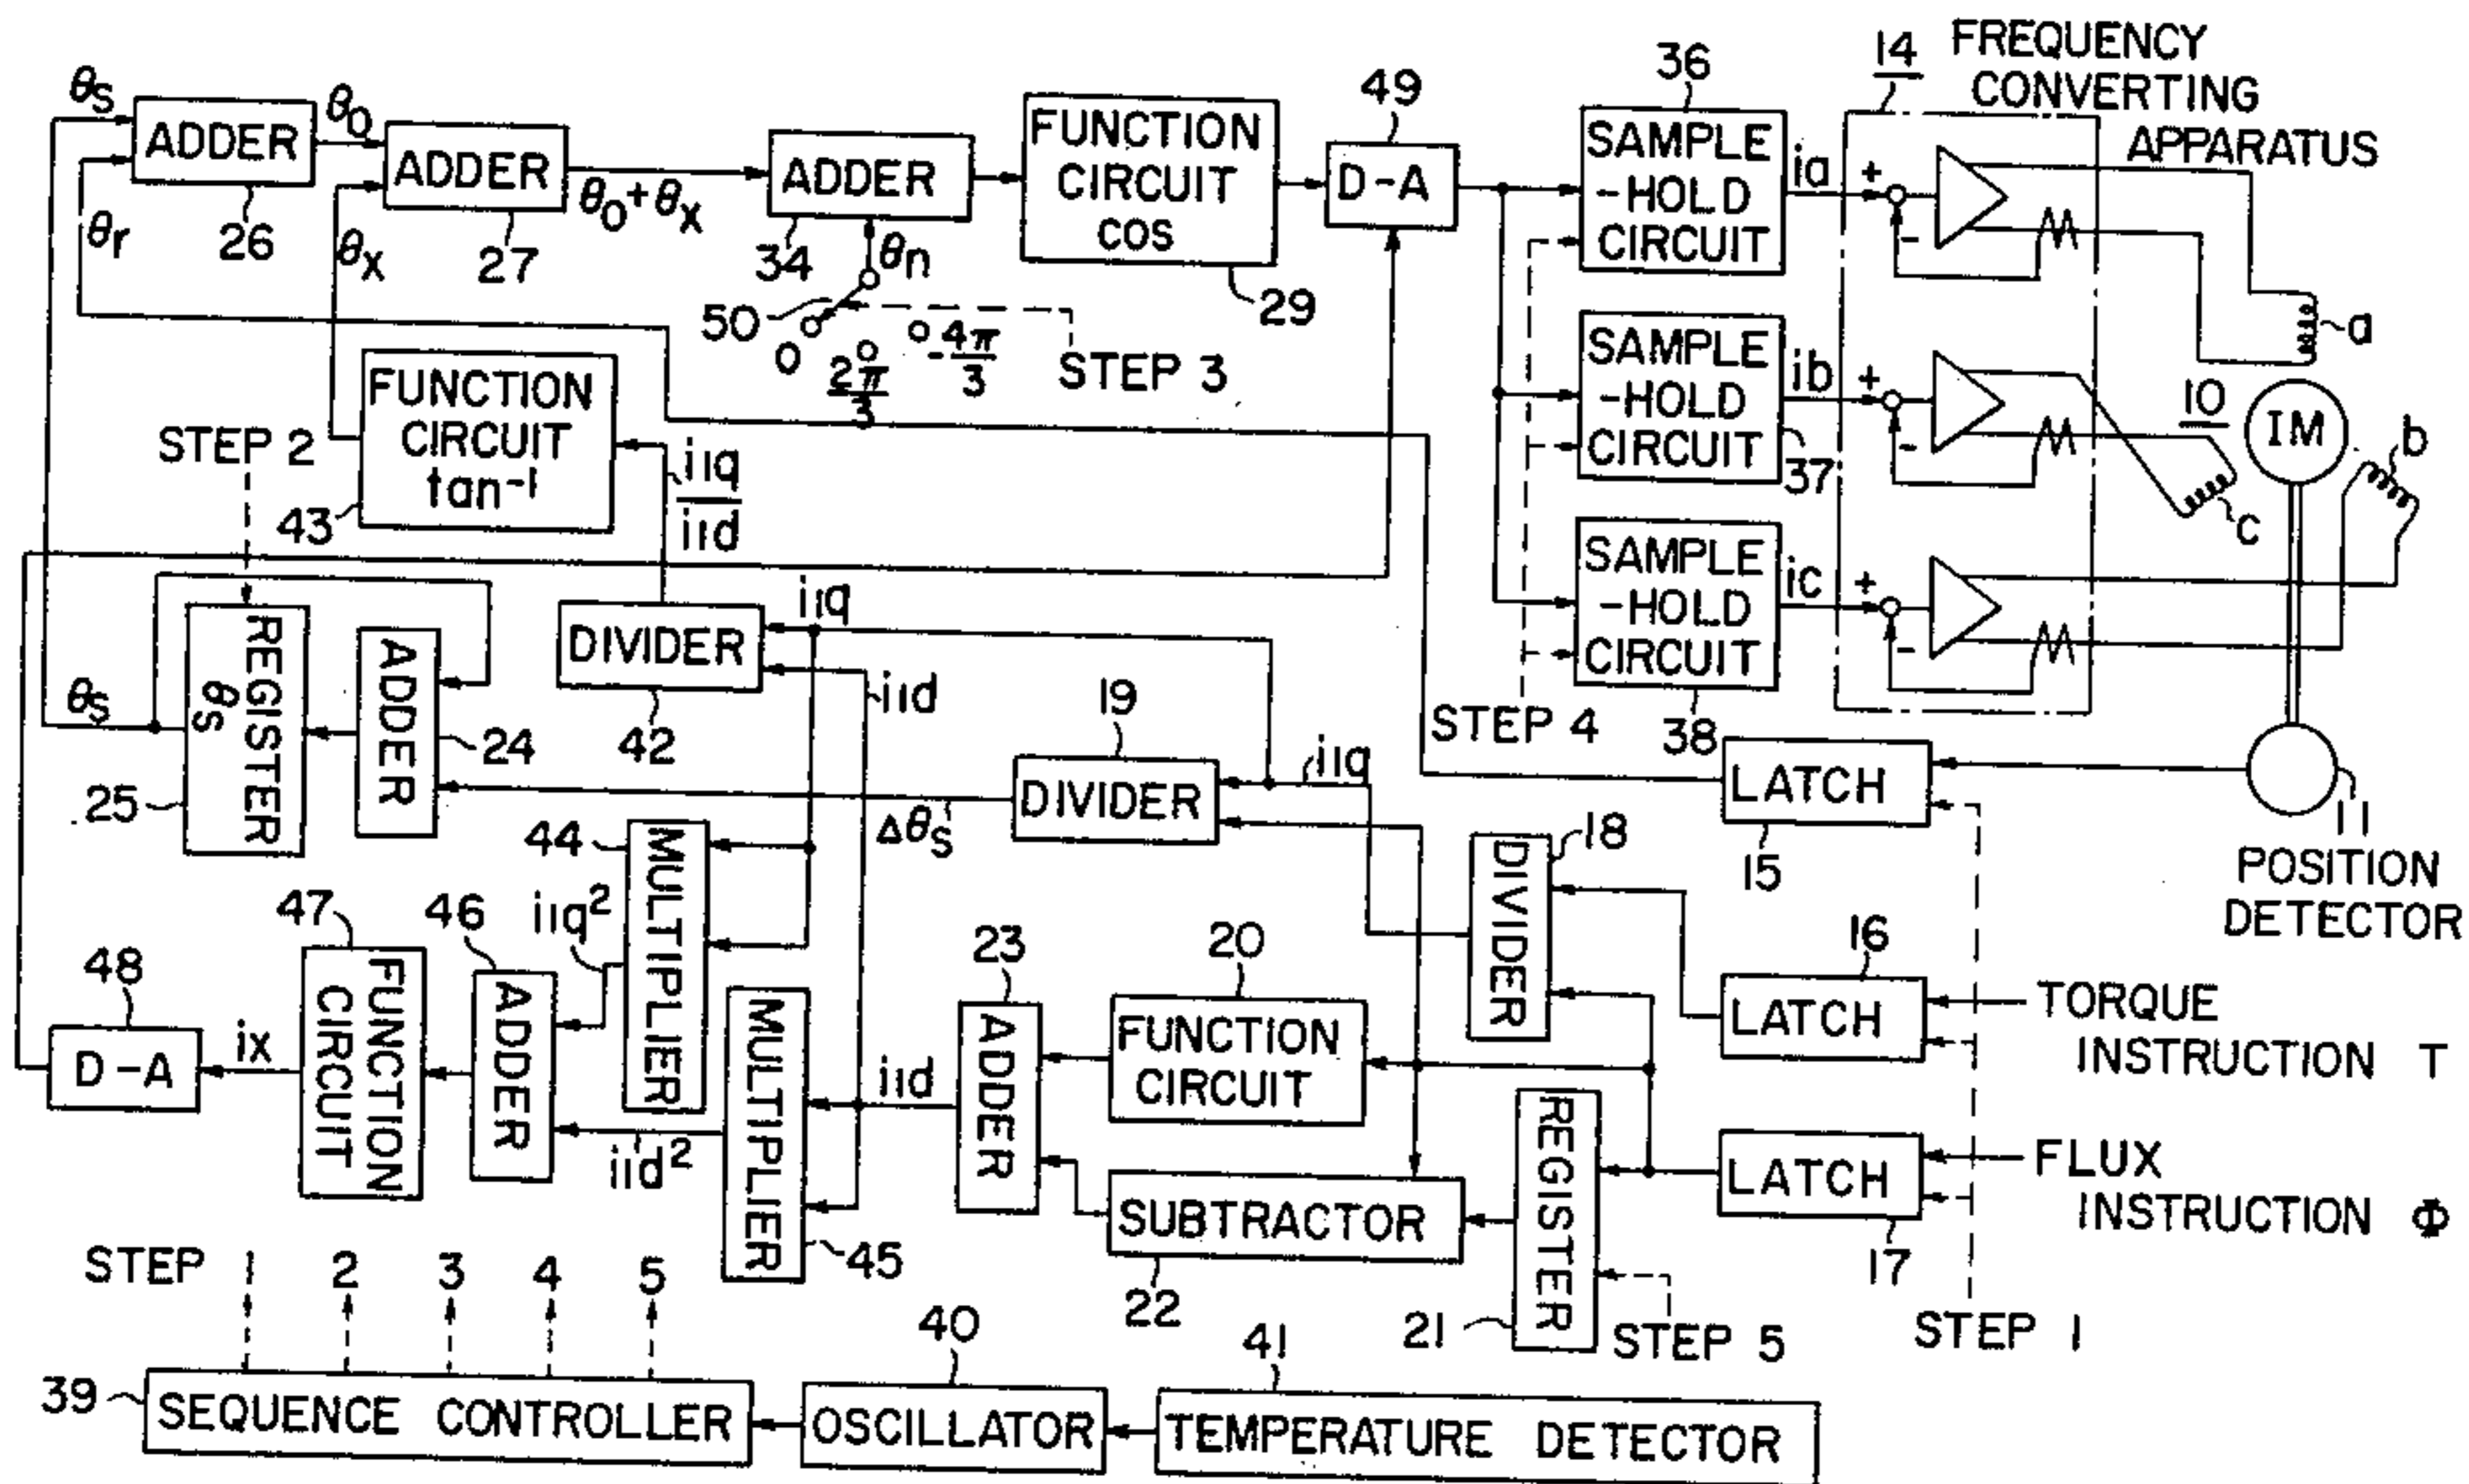 14 FREQUENCY
CONVERTING
APPARATUS
36
49
θs
θo
ADDER
26
θr
ADDER
27
θx
θo+θx
ADDER
34
θn
50
0
2π/3
-4π/3
STEP 3
FUNCTION
CIRCUIT
COS
29
D-A
SAMPLE
-HOLD
CIRCUIT
ia
+
-
a
SAMPLE
-HOLD
CIRCUIT
37
ib
+
-
10
IM
b
c
SAMPLE
-HOLD
CIRCUIT
38
ic
+
-
STEP 4
FUNCTION
CIRCUIT
tan-1
43
STEP 2
i1q
i1d
REGISTER
θs
25
θs
ADDER
24
DIVIDER
42
i1q
i1d
19
DIVIDER
Δθs
i1q
LATCH
15
11
POSITION
DETECTOR
18
DIVIDER
44
MULTIPLIER
i1q2
47
FUNCTION
CIRCUIT
46
ADDER
48
D-A
ix
i1d2
MULTIPLIER
45
i1d
23
ADDER
20
FUNCTION
CIRCUIT
SUBTRACTOR
22
REGISTER
21
STEP 5
16
LATCH
TORQUE
INSTRUCTION T
LATCH
17
FLUX
INSTRUCTION Φ
STEP 1
STEP 1 2 3 4 5
39
SEQUENCE CONTROLLER
40
OSCILLATOR
41
TEMPERATURE DETECTOR